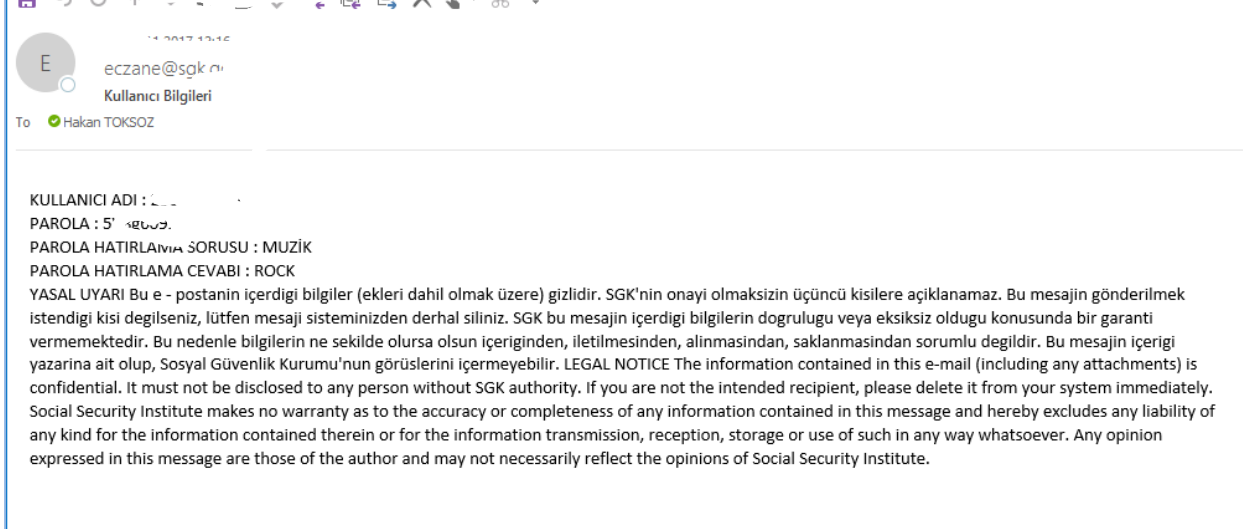 E
eczane@sgk
Kullanıcı Bilgileri
To Hakan TOKSOZ
KULLANICI ADI :
PAROLA :
PAROLA HATIRLAMA SORUSU : MUZİK
PAROLA HATIRLAMA CEVABI : ROCK
YASAL UYARI Bu e - postanin içerdigi bilgiler (ekleri dahil olmak üzere) gizlidir. SGK'nin onayi olmaksizin üçüncü kisilere açiklanamaz. Bu mesajin gönderilmek
istendigi kisi degilseniz, lütfen mesaji sisteminizden derhal siliniz. SGK bu mesajin içerdigi bilgilerin dogrulugu veya eksiksiz oldugu konusunda bir garanti
vermemektedir. Bu nedenle bilgilerin ne sekilde olursa olsun içeriginden, iletilmesinden, alinmasindan, saklanmasindan sorumlu degildir. Bu mesajin içerigi
yazarina ait olup, Sosyal Güvenlik Kurumu'nun görüslerini içermeyebilir. LEGAL NOTICE The information contained in this e-mail (including any attachments) is
confidential. It must not be disclosed to any person without SGK authority. If you are not the intended recipient, please delete it from your system immediately.
Social Security Institute makes no warranty as to the accuracy or completeness of any information contained in this message and hereby excludes any liability of
any kind for the information contained therein or for the information transmission, reception, storage or use of such in any way whatsoever. Any opinion
expressed in this message are those of the author and may not necessarily reflect the opinions of Social Security Institute.